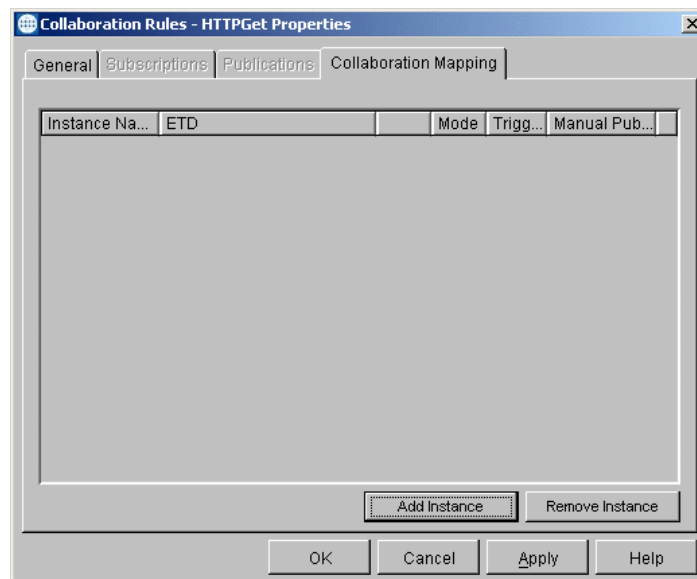 Collaboration Rules - HTTPGet Properties
General Subscriptions Publications Collaboration Mapping
Instance Na... ETD Mode Trigg... Manual Pub...
Add Instance Remove Instance
OK Cancel Apply Help